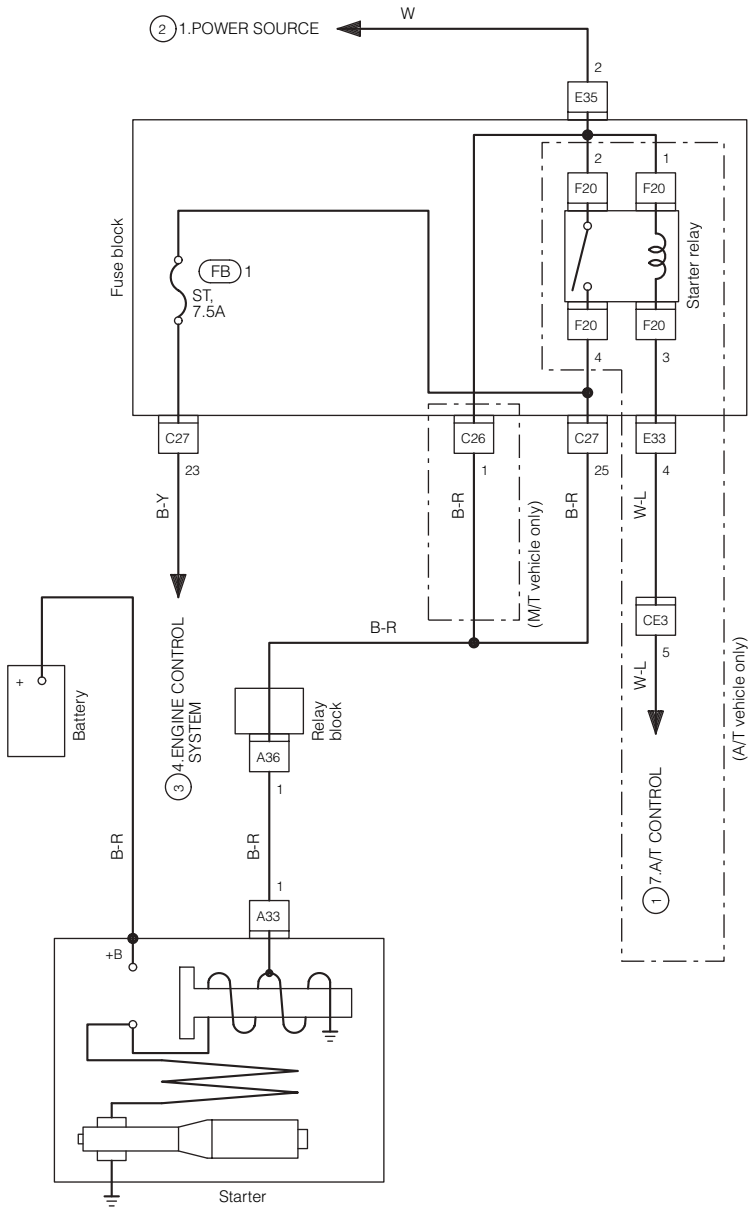 W
2 1.POWER SOURCE
2
E35
2
1
F20
F20
Fuse block
FB 1
ST,
7.5A
Starter relay
F20
F20
4
3
C27
C26
C27
E33
23
1
25
4
B-Y
B-R
B-R
W-L
(M/T vehicle only)
CE3
5
W-L
B-R
+
Battery
3 4.ENGINE CONTROL
SYSTEM
Relay
block
A36
1
(A/T vehicle only)
1 7.A/T CONTROL
B-R
B-R
1
A33
+B
Starter